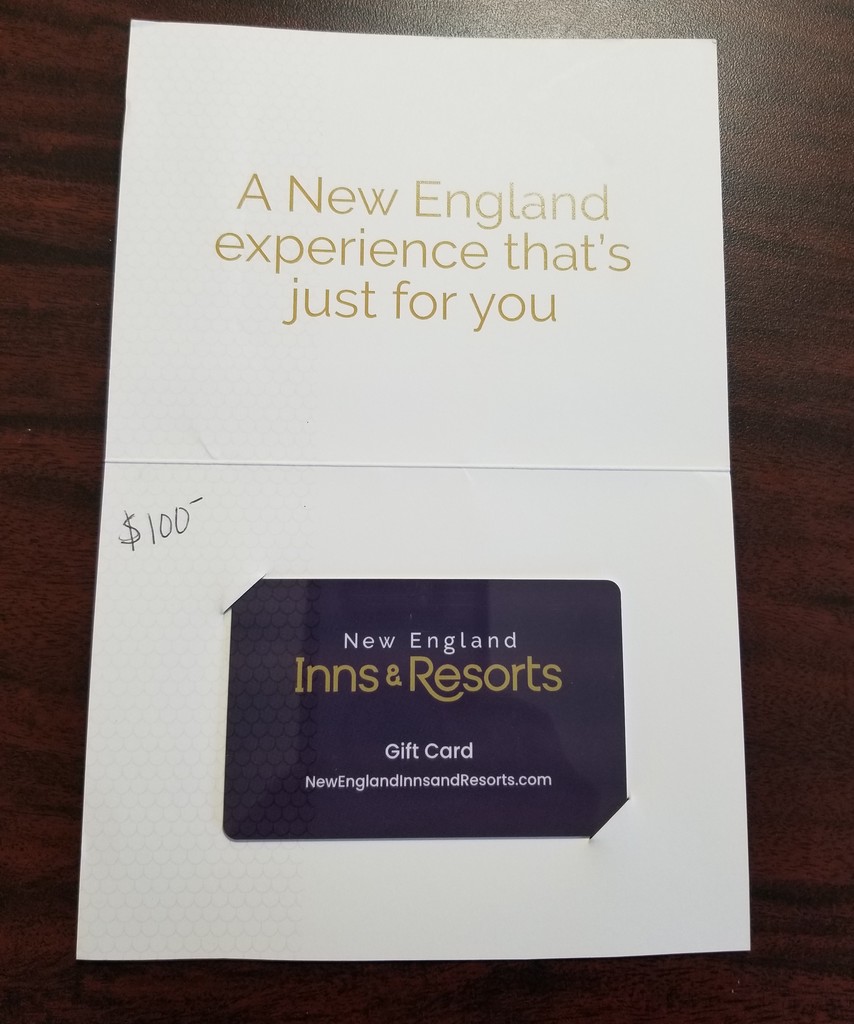 A New England
experience that's
just for you
$100-
New England
Inns & Resorts
Gift Card
NewEnglandInnsandResorts.com